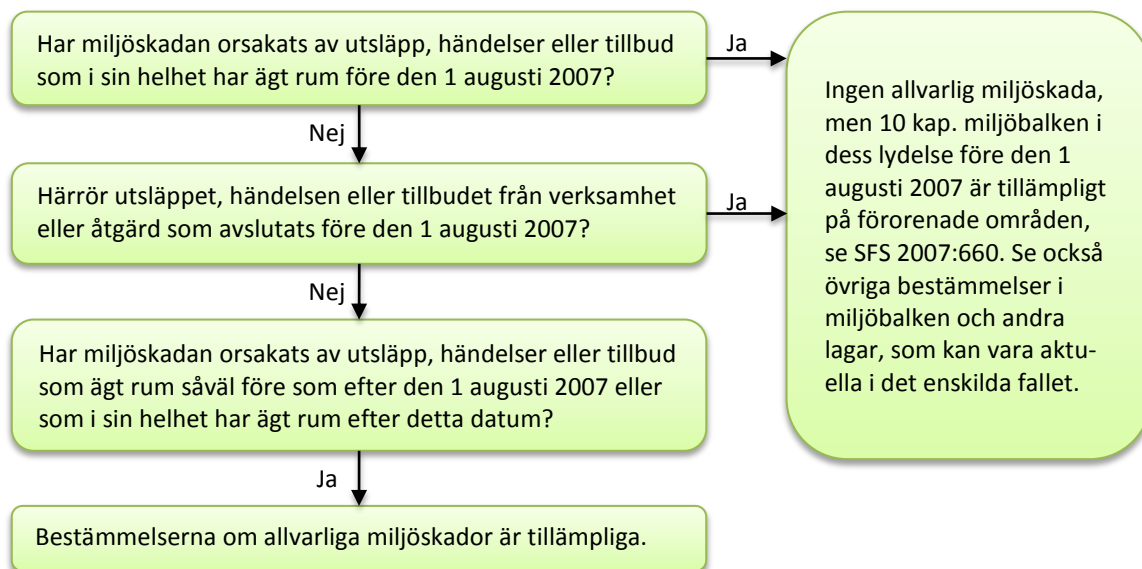 Har miljöskadan orsakats av utsläpp, händelser eller tillbud
som i sin helhet har ägt rum före den 1 augusti 2007?
Ja
Nej
Härrör utsläppet, händelsen eller tillbudet från verksamhet
eller åtgärd som avslutats före den 1 augusti 2007?
Ja
Nej
Har miljöskadan orsakats av utsläpp, händelser eller tillbud
som ägt rum såväl före som efter den 1 augusti 2007 eller
som i sin helhet har ägt rum efter detta datum?
Ja
Bestämmelserna om allvarliga miljöskador är tillämpliga.
Ingen allvarlig miljöskada,
men 10 kap. miljöbalken i
dess lydelse före den 1
augusti 2007 är tillämpligt
på förorenade områden,
se SFS 2007:660. Se också
övriga bestämmelser i
miljöbalken och andra
lagar, som kan vara aktu-
ella i det enskilda fallet.